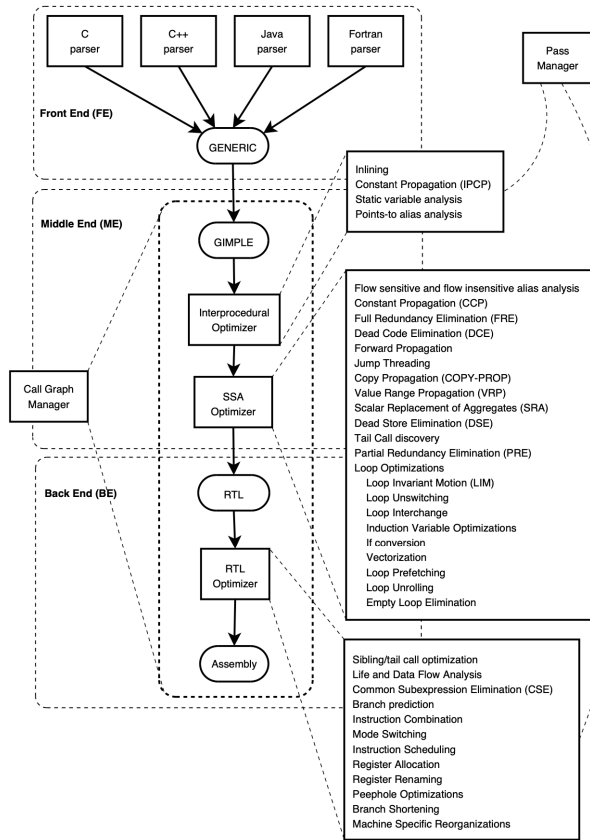 C
parser
C++
parser
Java
parser
Fortran
parser
Pass
Manager
Front End (FE)
GENERIC
Inlining
Constant Propagation (IPCP)
Static variable analysis
Points-to alias analysis
Middle End (ME)
GIMPLE
Interprocedural
Optimizer
Flow sensitive and flow insensitive alias analysis
Constant Propagation (CCP)
Full Redundancy Elimination (FRE)
Dead Code Elimination (DCE)
Forward Propagation
Jump Threading
Copy Propagation (COPY-PROP)
Value Range Propagation (VRP)
Scalar Replacement of Aggregates (SRA)
Dead Store Elimination (DSE)
Tail Call discovery
Partial Redundancy Elimination (PRE)
Loop Optimizations
Loop Invariant Motion (LIM)
Loop Unswitching
Loop Interchange
Induction Variable Optimizations
If conversion
Vectorization
Loop Prefetching
Loop Unrolling
Empty Loop Elimination
Call Graph
Manager
SSA
Optimizer
Back End (BE)
RTL
RTL
Optimizer
Assembly
Sibling/tail call optimization
Life and Data Flow Analysis
Common Subexpression Elimination (CSE)
Branch prediction
Instruction Combination
Mode Switching
Instruction Scheduling
Register Allocation
Register Renaming
Peephole Optimizations
Branch Shortening
Machine Specific Reorganizations